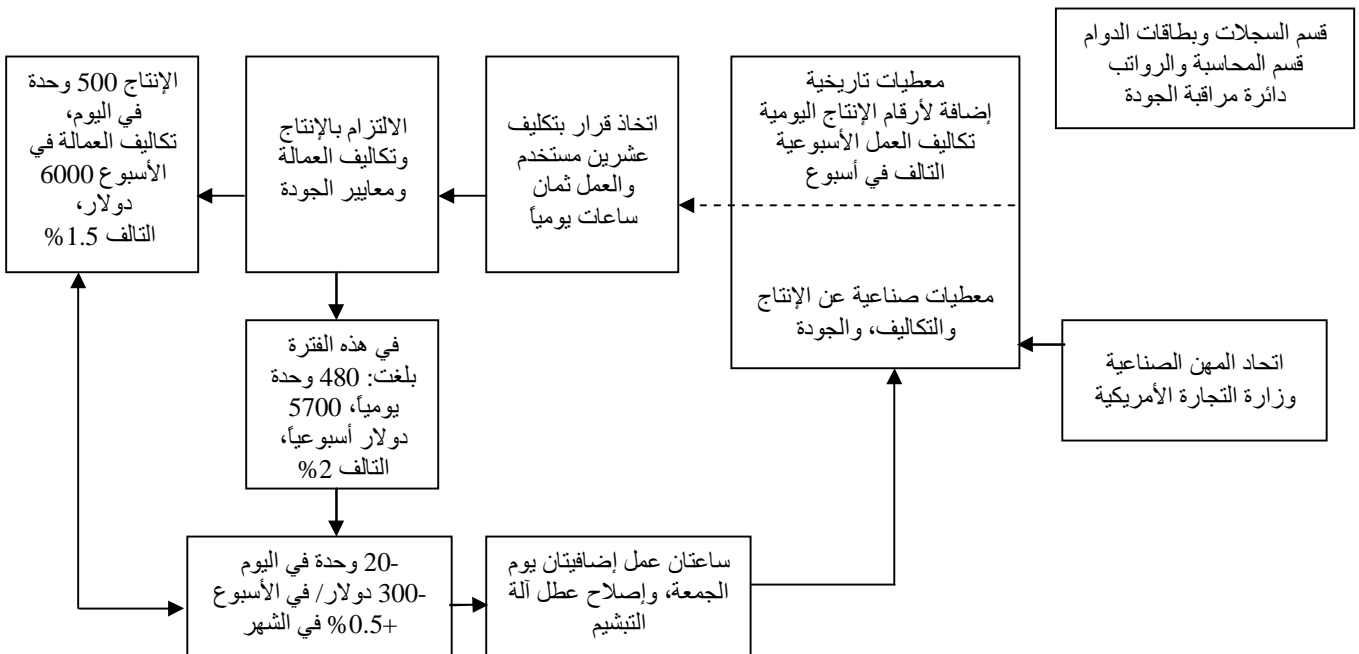 قسم السجلات وبطاقات الدوام
قسم المحاسبة والرواتب
دائرة مراقبة الجودة
معطيات تاريخية
إضافة لأرقام الإنتاج اليومية
تكاليف العمل الأسبوعية
التالف في أسبوع
معطيات صناعية عن الإنتاج
والتكاليف، والجودة
اتخاذ قرار بتكليف
عشرين مستخدم
والعمل ثمان
ساعات يومياً
الالتزام بالإنتاج
وتكاليف العمالة
ومعايير الجودة
الإنتاج 500 وحدة
في اليوم،
تكاليف العمالة في
الأسبوع 6000
دولار،
التالف 1.5%
اتحاد المهن الصناعية
وزارة التجارة الأمريكية
في هذه الفترة
بلغت: 480 وحدة
يومياً، 5700
دولار أسبوعياً،
التالف 2%
-20 وحدة في اليوم
-300 دولار/ في الأسبوع
+0.5% في الشهر
ساعتان عمل إضافيتان يوم
الجمعة، وإصلاح عطل آلة
التبشيم